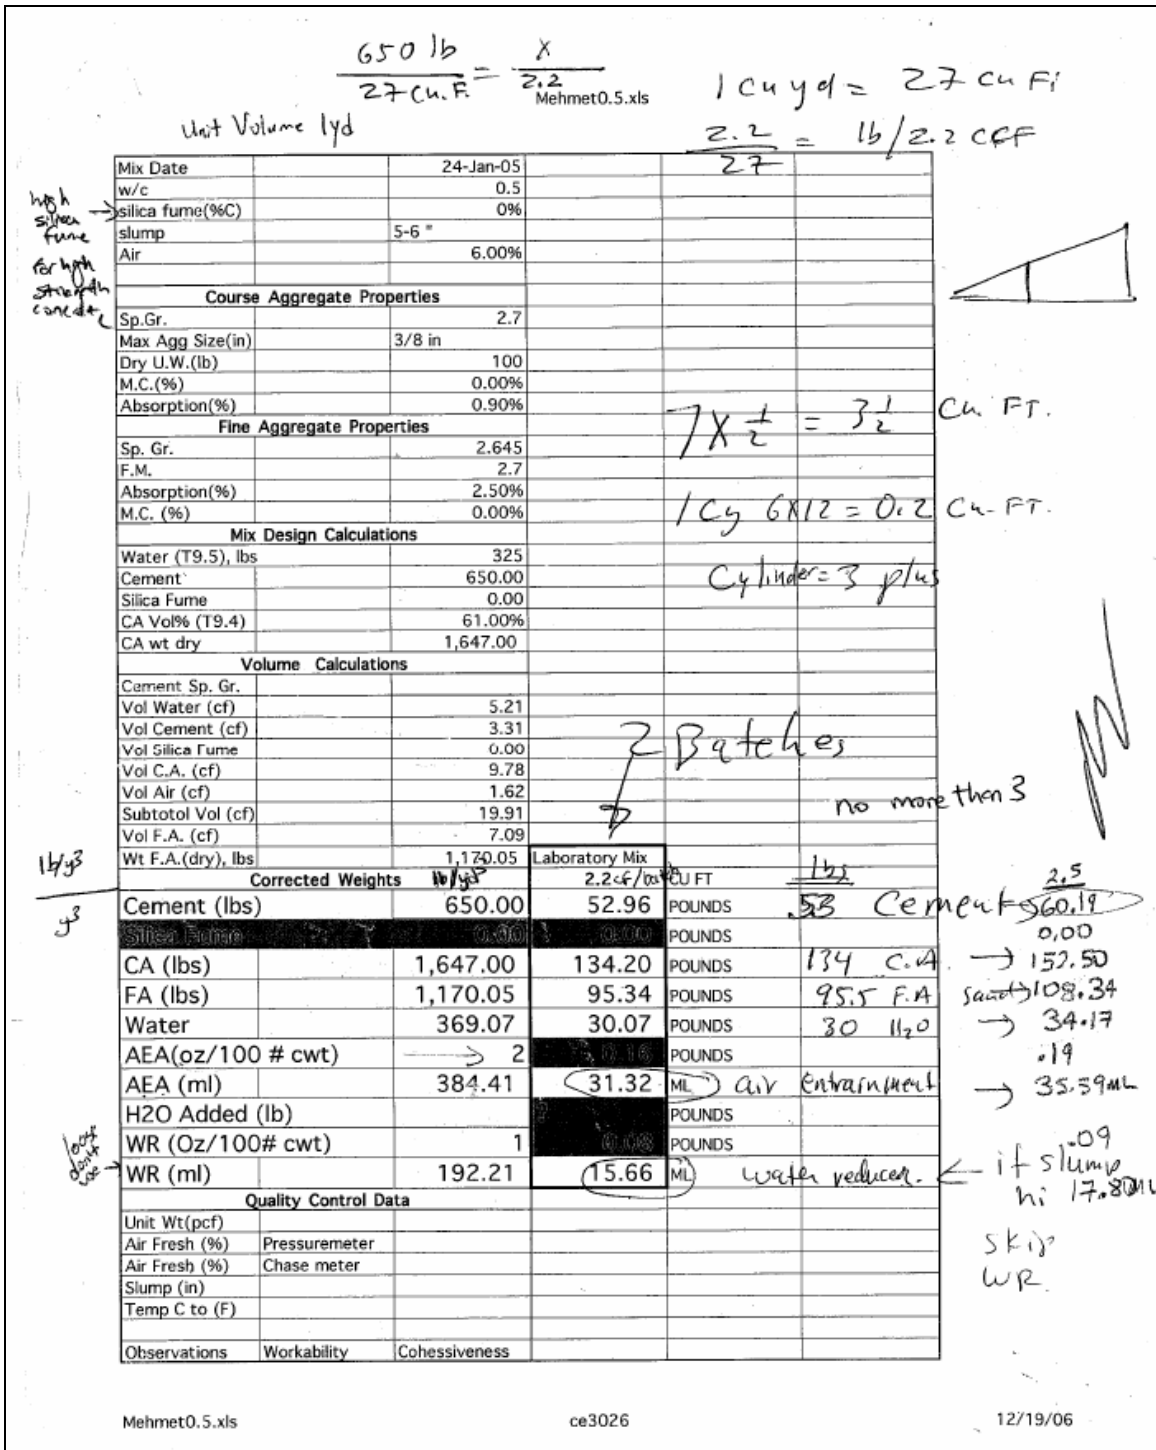 650 lb / 27 Cu. F. = X / 2.2
Mehmet0.5.xls
1 cu yd = 27 cu Ft
Unit Volume 1yd
2.2 / 27 = lb/2.2 CCF
Mix Date 24-Jan-05
w/c 0.5
high silica fume for high strength concrete
silica fume(%C) 0%
slump 5-6 "
Air 6.00%
Course Aggregate Properties
Sp.Gr. 2.7
Max Agg Size(in) 3/8 in
Dry U.W.(lb) 100
M.C.(%) 0.00%
Absorption(%) 0.90%
7 X 1/2 = 3 1/2 Cu. FT.
Fine Aggregate Properties
Sp. Gr. 2.645
F.M. 2.7
Absorption(%) 2.50%
M.C. (%) 0.00%
1 Cy 6X12 = 0.2 Cu-FT.
Mix Design Calculations
Water (T9.5), lbs 325
Cement 650.00
Cylinder = 3 plus
Silica Fume 0.00
CA Vol% (T9.4) 61.00%
CA wt dry 1,647.00
Volume Calculations
Cement Sp. Gr.
Vol Water (cf) 5.21
Vol Cement (cf) 3.31
2 Batches
Vol Silica Fume 0.00
Vol C.A. (cf) 9.78
Vol Air (cf) 1.62
no more than 3
Subtotol Vol (cf) 19.91
Vol F.A. (cf) 7.09
Wt F.A.(dry), lbs 1,170.05 Laboratory Mix
lb/y3 / y3
Corrected Weights lb/yd3 2.2cf/batch CU FT lbs 2.5
Cement (lbs) 650.00 52.96 POUNDS .53 Cement → 60.19
Silica Fume 0.00 0.00 POUNDS 0,00
CA (lbs) 1,647.00 134.20 POUNDS 134 C.A. → 152.50
FA (lbs) 1,170.05 95.34 POUNDS 95.5 F.A sand → 108.34
Water 369.07 30.07 POUNDS 30 H2O → 34.17
AEA(oz/100 # cwt) → 2 0.16 POUNDS .19
AEA (ml) 384.41 31.32 ML air Entrainment → 35.59mL
H2O Added (lb) POUNDS
WR (Oz/100# cwt) 1 0.08 POUNDS .09
WR (ml) 192.21 15.66 ML water reducer. ← if slump hi 17.80mL
skip WR.
Quality Control Data
Unit Wt(pcf)
Air Fresh (%) Pressuremeter
Air Fresh (%) Chase meter
Slump (in)
Temp C to (F)
Observations Workability Cohessiveness
Mehmet0.5.xls ce3026 12/19/06